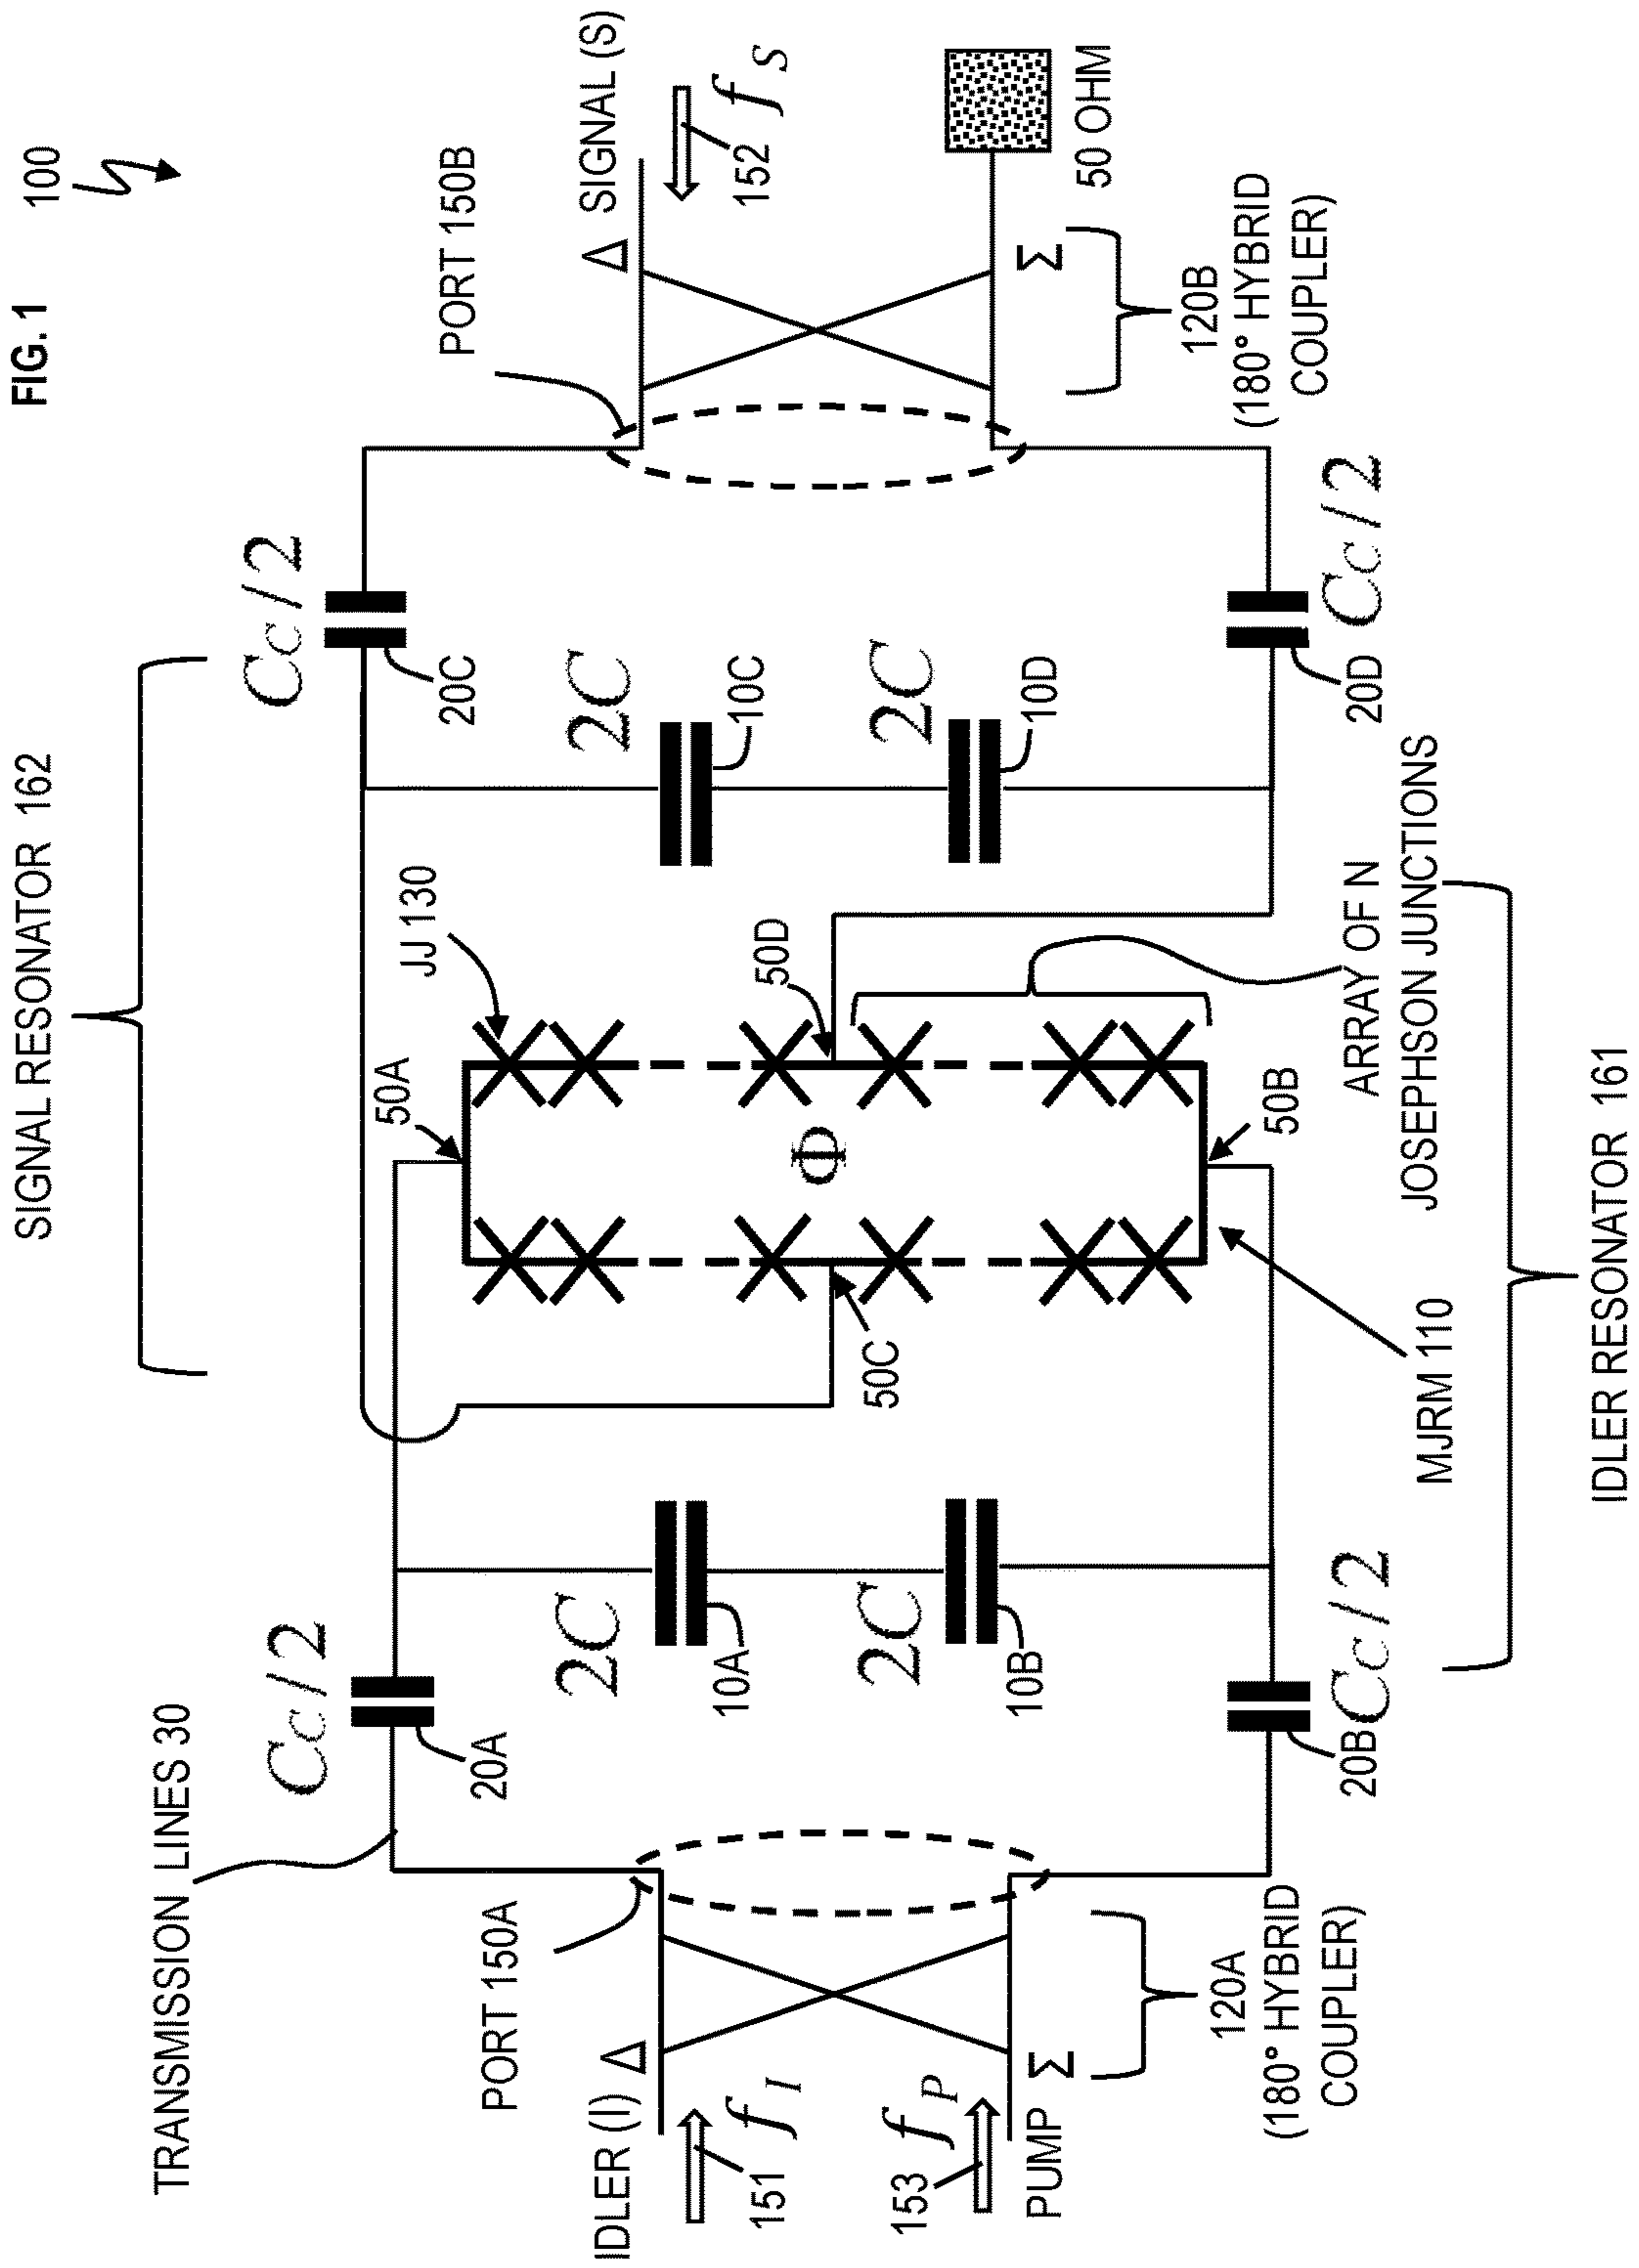 FIG. 1
100
SIGNAL RESONATOR 162
TRANSMISSION LINES 30
Cc/2
Cc/2
20A
20C
PORT 150A
PORT 150B
IDLER (I)
Δ
151
f I
153
f P
PUMP
Σ
120A
(180° HYBRID
COUPLER)
2C
10A
2C
10B
20B
Cc/2
50A
JJ 130
50C
Φ
50D
50B
MJRM 110
ARRAY OF N
JOSEPHSON JUNCTIONS
2C
10C
2C
10D
20D
Cc/2
Δ
SIGNAL (S)
152
f S
50 OHM
Σ
120B
(180° HYBRID
COUPLER)
IDLER RESONATOR 161